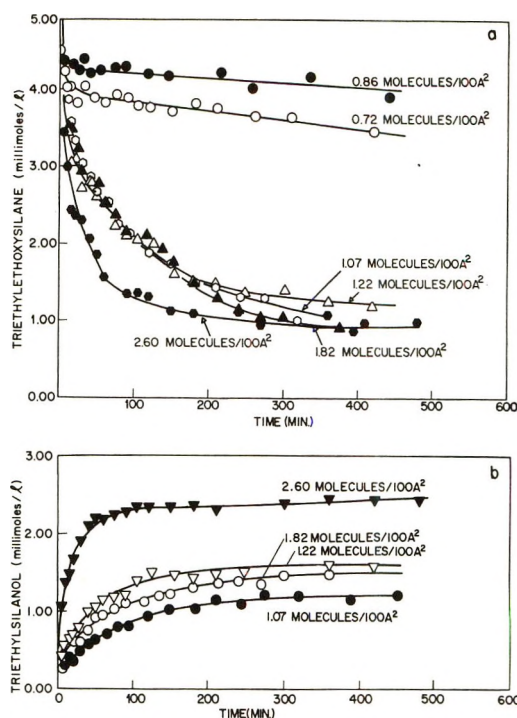 a
5.00
4.00
3.00
2.00
1.00
0.00
TRIETHYLETHOXYSILANE (millimoles/ℓ)
0.86 MOLECULES/100A²
0.72 MOLECULES/100A²
1.07
MOLECULES/100A²
1.22
MOLECULES/100A²
2.60 MOLECULES/100A²
1.82
MOLECULES/100A²
0 100 200 300 400 500 600
TIME (MIN.)
b
3.00
2.00
1.00
0.00
TRIETHYLSILANOL (millimoles/ℓ)
2.60 MOLECULES/100A²
1.82 MOLECULES/100A²
1.22 MOLECULES/100A²
1.07 MOLECULES/100A²
0 100 200 300 400 500
TIME(MIN.)